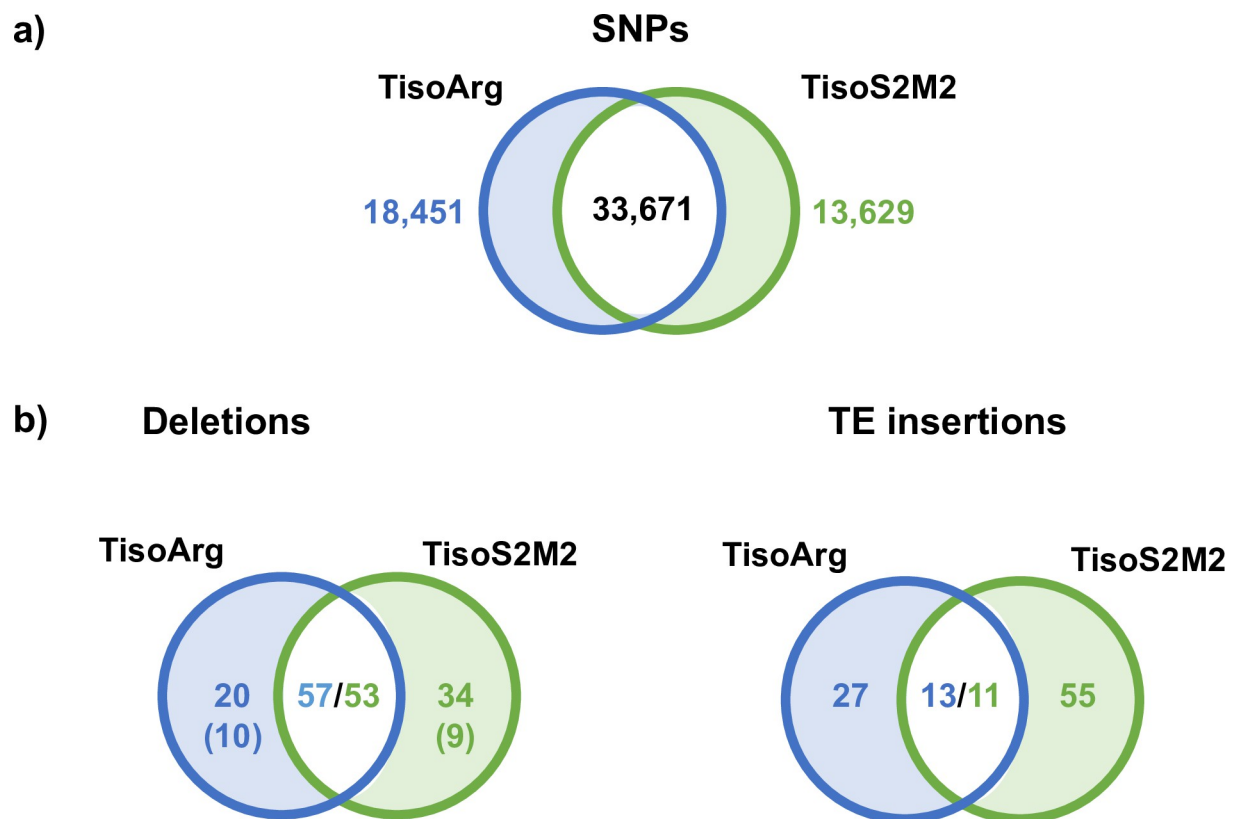 a)
SNPs
TisoArg
TisoS2M2
18,451
33,671
13,629
b)
Deletions
TE insertions
TisoArg
TisoS2M2
TisoArg
TisoS2M2
20
(10)
57/53
34
(9)
27
13/11
55